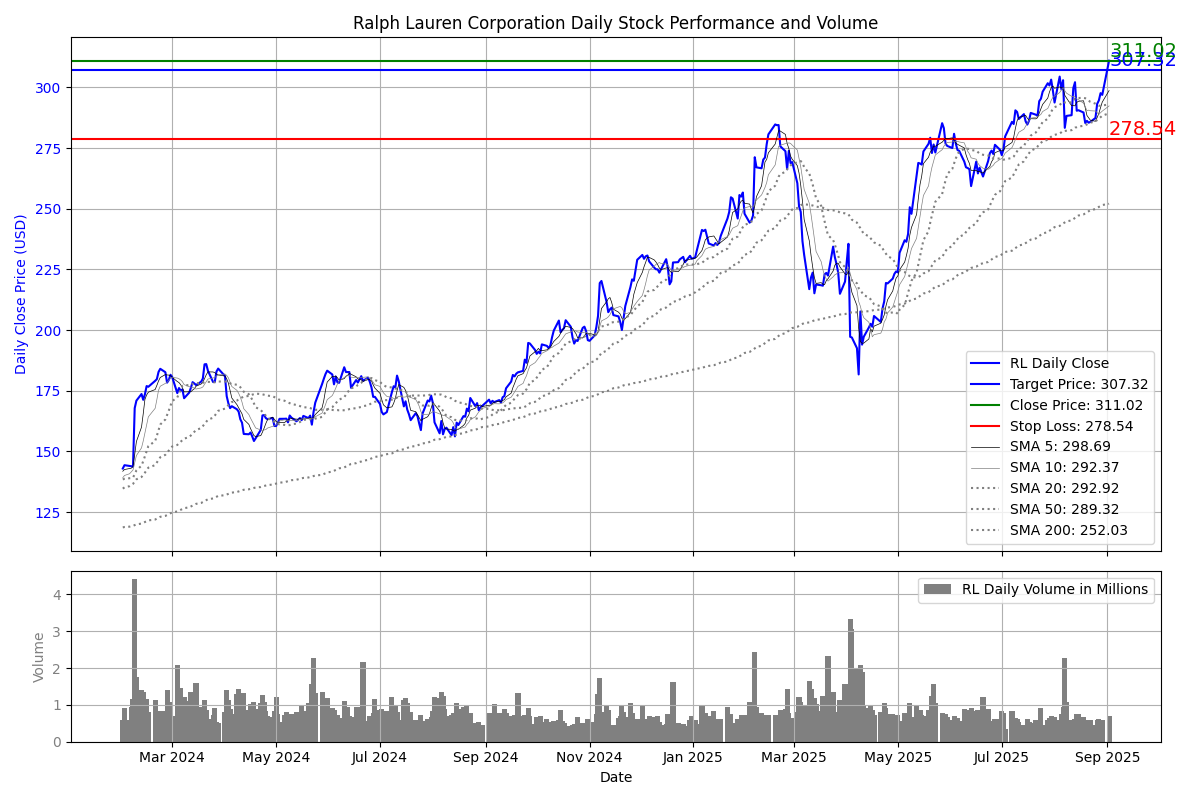 Ralph Lauren Corporation Daily Stock Performance and Volume
311.02
307.32
300
278.54
275
250
225
200
175
150
125
Daily Close Price (USD)
RL Daily Close
Target Price: 307.32
Close Price: 311.02
Stop Loss: 278.54
SMA 5: 298.69
SMA 10: 292.37
SMA 20: 292.92
SMA 50: 289.32
SMA 200: 252.03
RL Daily Volume in Millions
4
3
2
1
0
Volume
Mar 2024 May 2024 Jul 2024 Sep 2024 Nov 2024 Jan 2025 Mar 2025 May 2025 Jul 2025 Sep 2025
Date